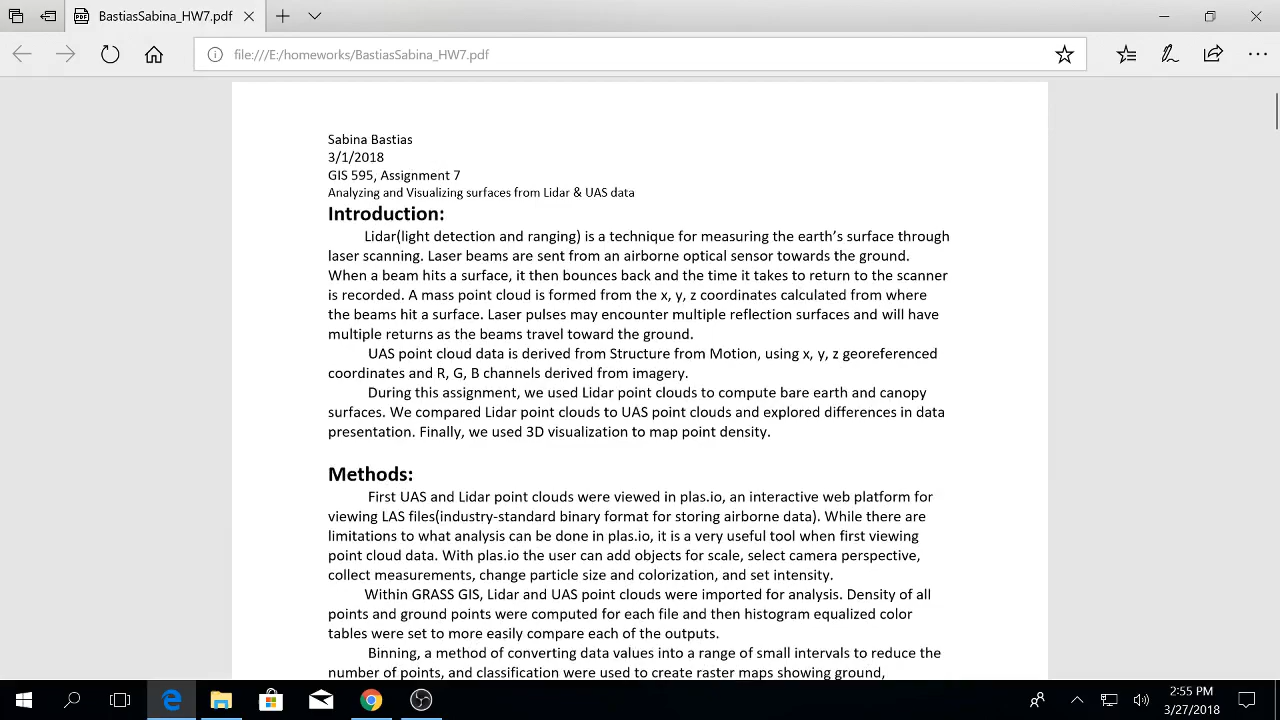 BastiasSabina_HW7.pdf
file:///E:/homeworks/BastiasSabina_HW7.pdf
Sabina Bastias
3/1/2018
GIS 595, Assignment 7
Analyzing and Visualizing surfaces from Lidar & UAS data
Introduction:
Lidar(light detection and ranging) is a technique for measuring the earth's surface through
laser scanning. Laser beams are sent from an airborne optical sensor towards the ground.
When a beam hits a surface, it then bounces back and the time it takes to return to the scanner
is recorded. A mass point cloud is formed from the x, y, z coordinates calculated from where
the beams hit a surface. Laser pulses may encounter multiple reflection surfaces and will have
multiple returns as the beams travel toward the ground.
UAS point cloud data is derived from Structure from Motion, using x, y, z georeferenced
coordinates and R, G, B channels derived from imagery.
During this assignment, we used Lidar point clouds to compute bare earth and canopy
surfaces. We compared Lidar point clouds to UAS point clouds and explored differences in data
presentation. Finally, we used 3D visualization to map point density.
Methods:
First UAS and Lidar point clouds were viewed in plas.io, an interactive web platform for
viewing LAS files(industry-standard binary format for storing airborne data). While there are
limitations to what analysis can be done in plas.io, it is a very useful tool when first viewing
point cloud data. With plas.io the user can add objects for scale, select camera perspective,
collect measurements, change particle size and colorization, and set intensity.
Within GRASS GIS, Lidar and UAS point clouds were imported for analysis. Density of all
points and ground points were computed for each file and then histogram equalized color
tables were set to more easily compare each of the outputs.
Binning, a method of converting data values into a range of small intervals to reduce the
number of points, and classification were used to create raster maps showing ground,
2:55 PM
3/27/2018